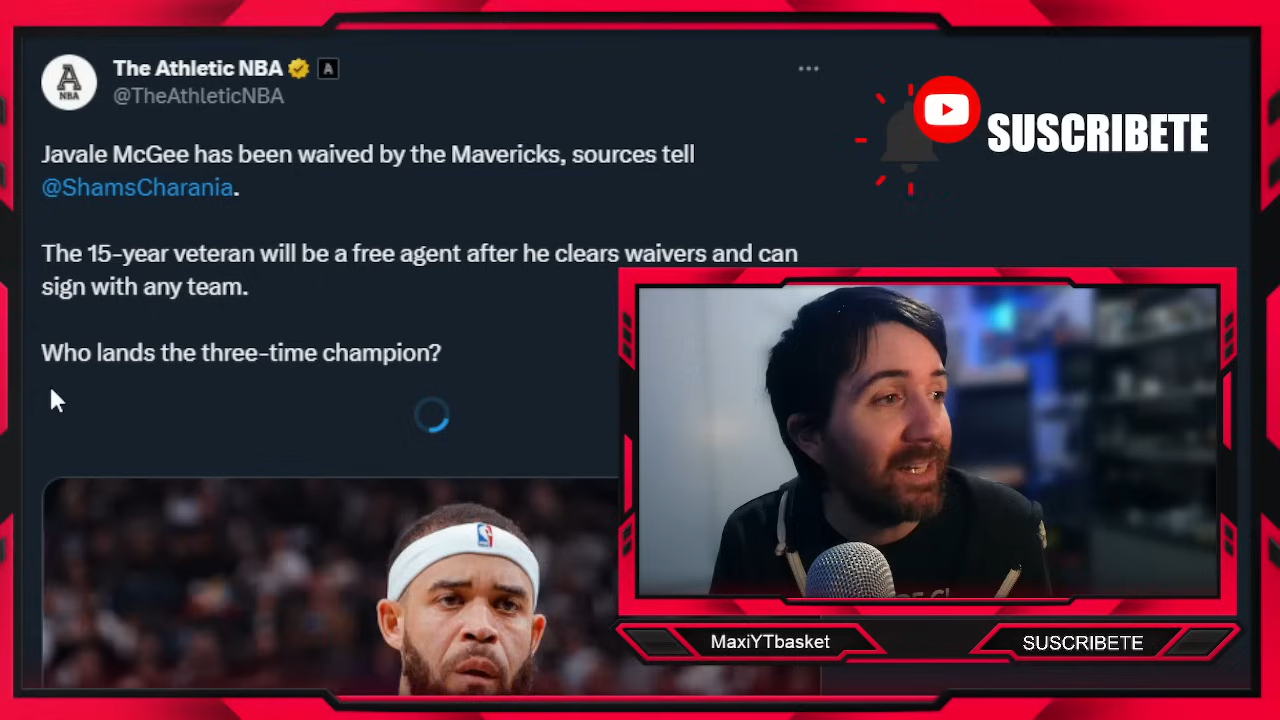 The Athletic NBA A
@TheAthleticNBA
Javale McGee has been waived by the Mavericks, sources tell
@ShamsCharania.
The 15-year veteran will be a free agent after he clears waivers and can
sign with any team.
Who lands the three-time champion?
SUSCRIBETE
MaxiYTbasket
SUSCRIBETE
A
NBA